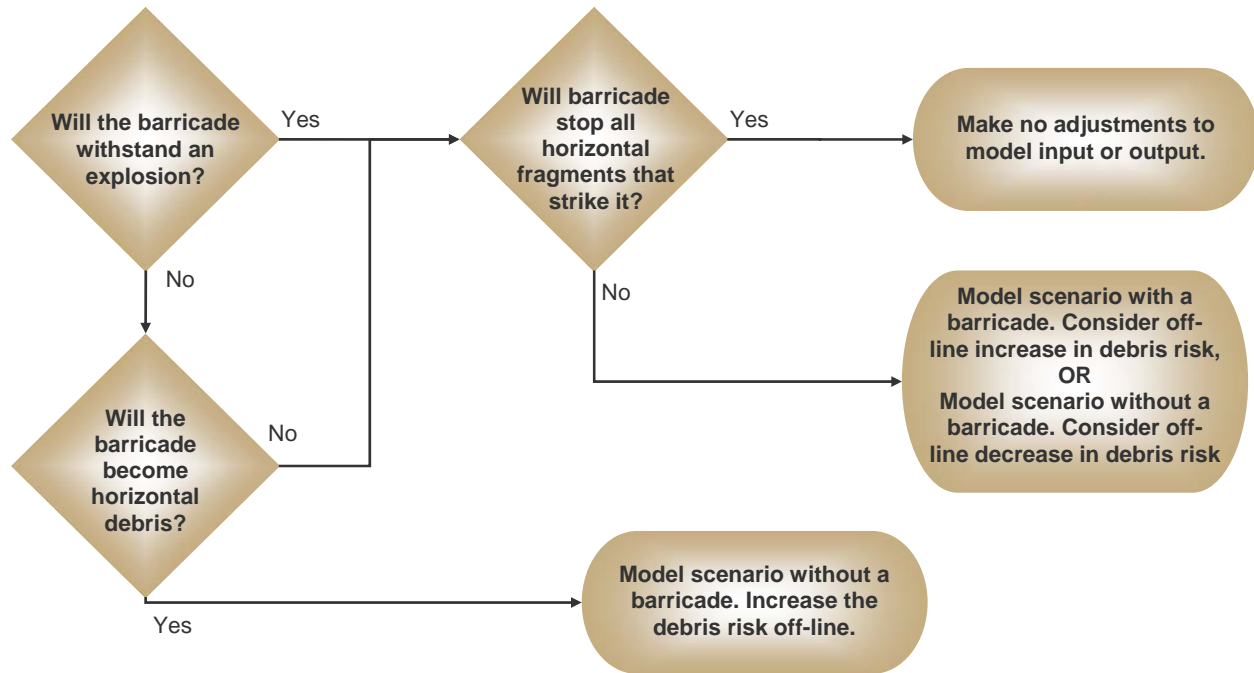 Will the barricade
withstand an
explosion?
Yes
No
Will barricade
stop all
horizontal
fragments that
strike it?
Yes
No
Make no adjustments to
model input or output.
Model scenario with a
barricade. Consider off-
line increase in debris risk,
OR
Model scenario without a
barricade. Consider off-
line decrease in debris risk
Will the
barricade
become
horizontal
debris?
No
Yes
Model scenario without a
barricade. Increase the
debris risk off-line.